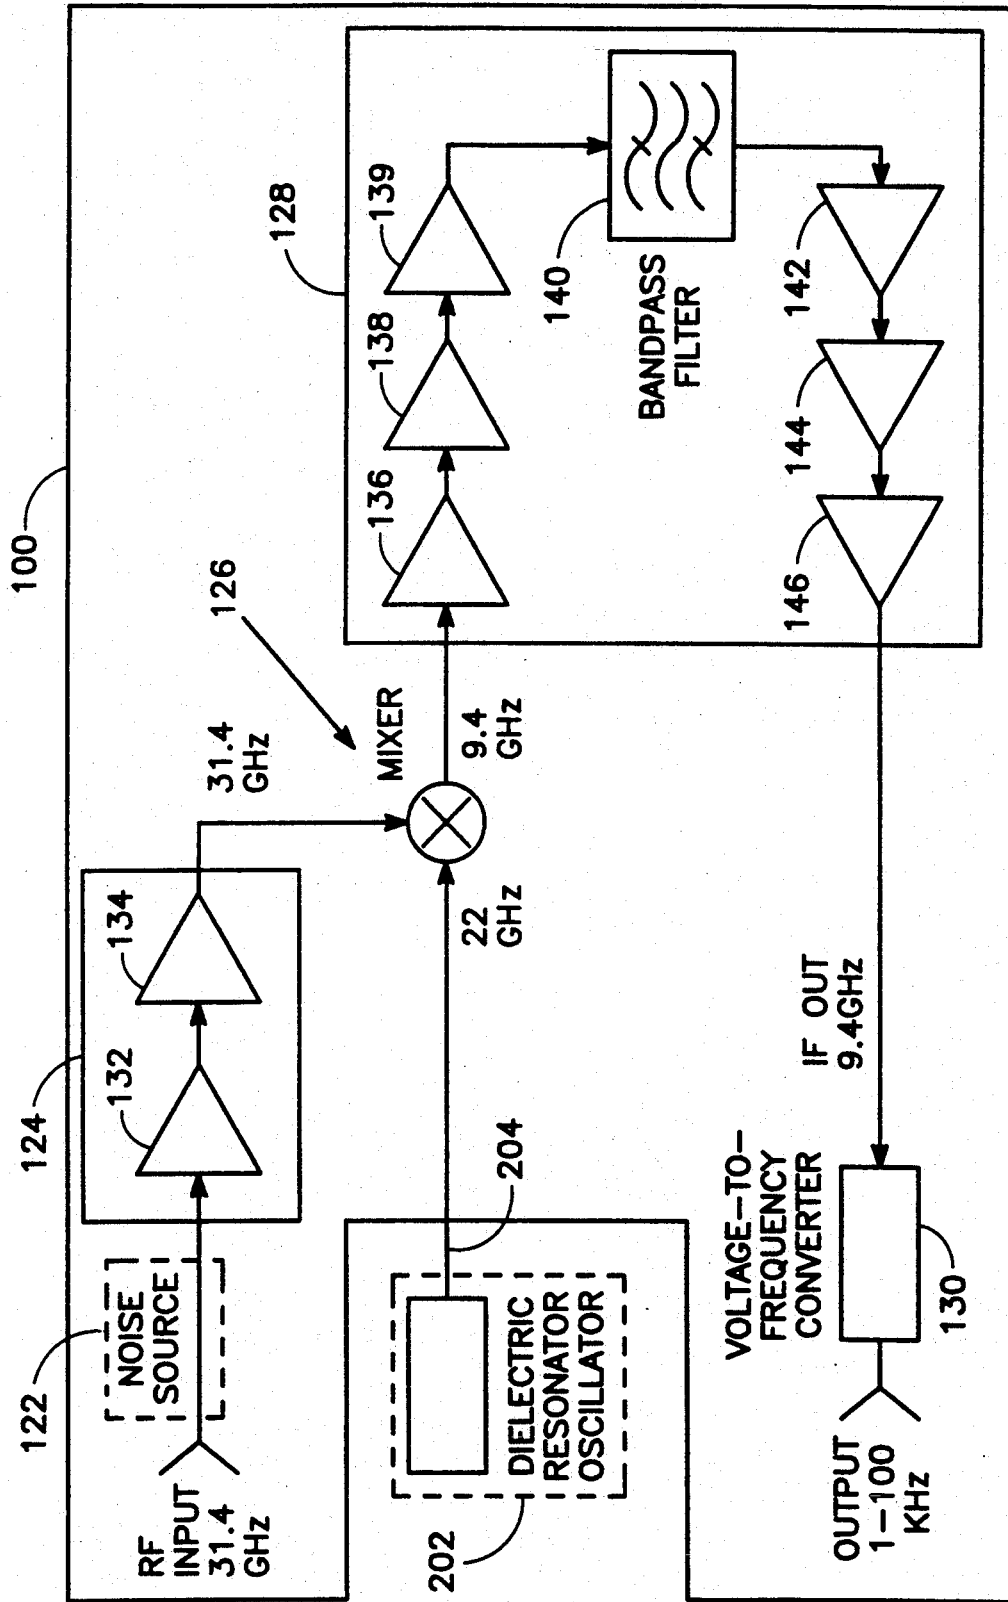 100
122
NOISE
SOURCE
RF
INPUT
31.4
GHz
124
132
134
31.4
GHz
126
MIXER
9.4
GHz
22
GHz
128
136
138
139
140
BANDPASS
FILTER
142
144
146
202
DIELECTRIC
RESONATOR
OSCILLATOR
204
IF OUT
9.4GHz
VOLTAGE-TO-
FREQUENCY
CONVERTER
130
OUTPUT
1-100
KHz